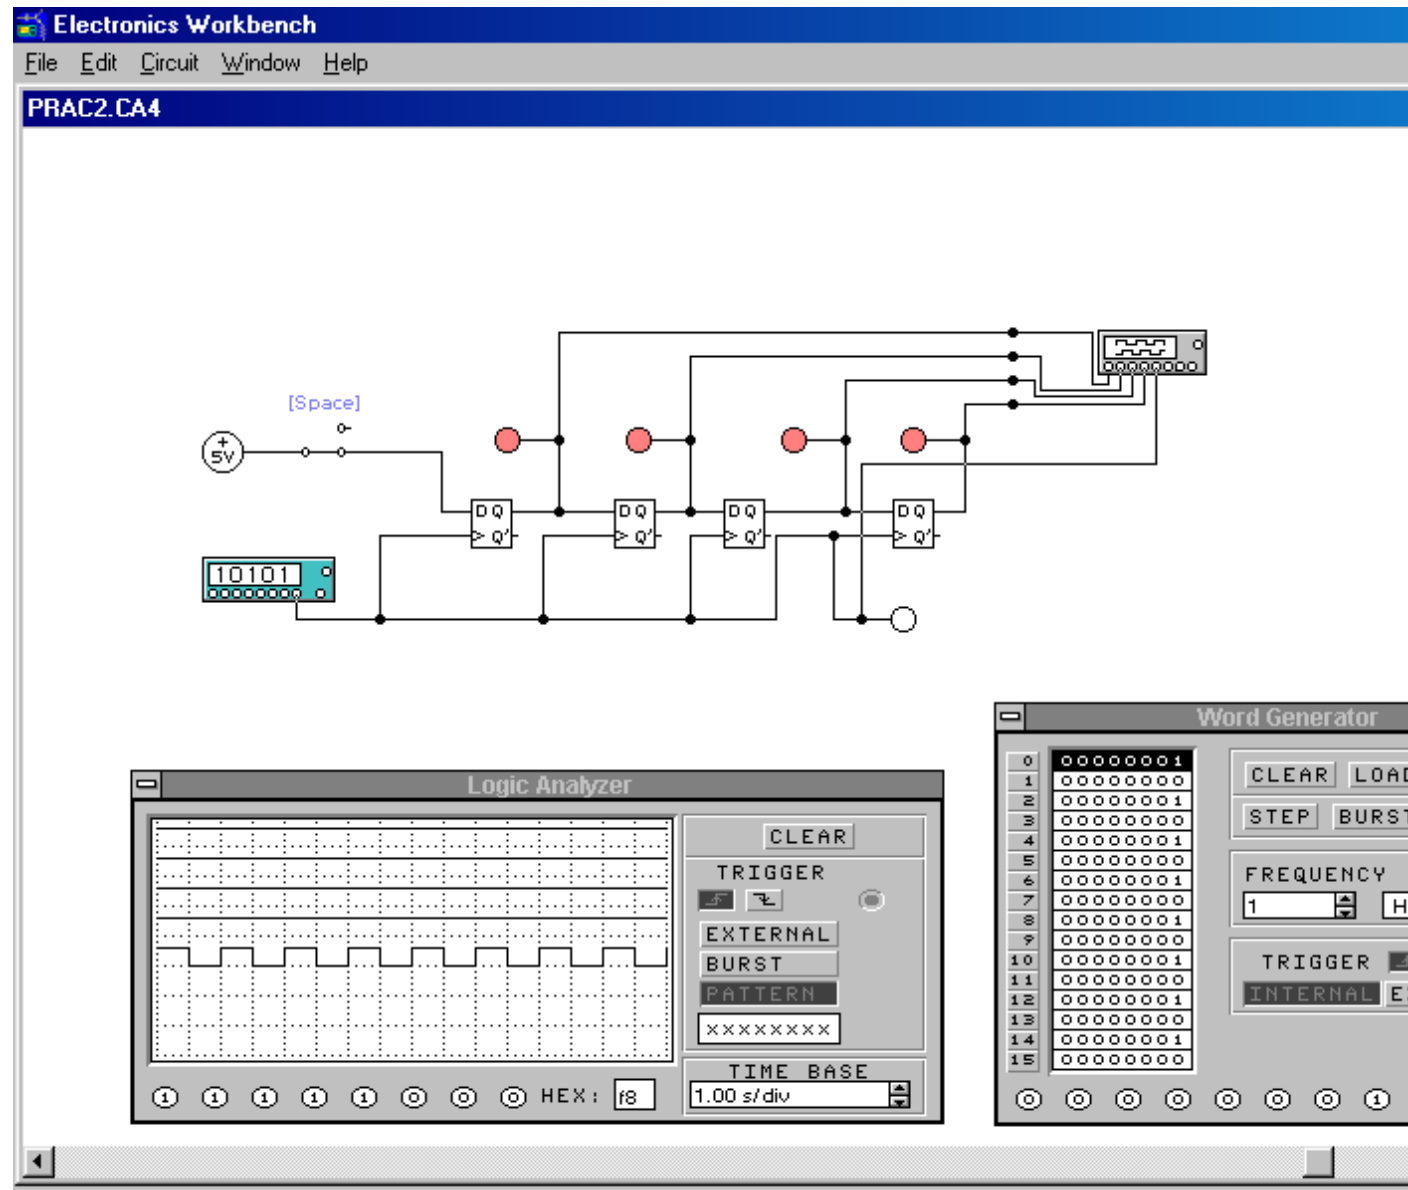 Electronics Workbench
File Edit Circuit Window Help
PRAC2.CA4
[Space]
+
5V
D Q
> Q'
D Q
> Q'
D Q
> Q'
D Q
> Q'
10101
Word Generator
0 00000001
1 00000000
2 00000001
3 00000000
4 00000001
5 00000000
6 00000001
7 00000000
8 00000001
9 00000000
10 00000001
11 00000000
12 00000001
13 00000000
14 00000001
15 00000000
CLEAR LOAD
STEP BURST
FREQUENCY
1 H
TRIGGER
INTERNAL E
0 0 0 0 0 0 0 1
Logic Analyzer
CLEAR
TRIGGER
EXTERNAL
BURST
PATTERN
xxxxxxxx
TIME BASE
1.00 s/div
1 1 1 1 1 0 0 0 HEX: f8